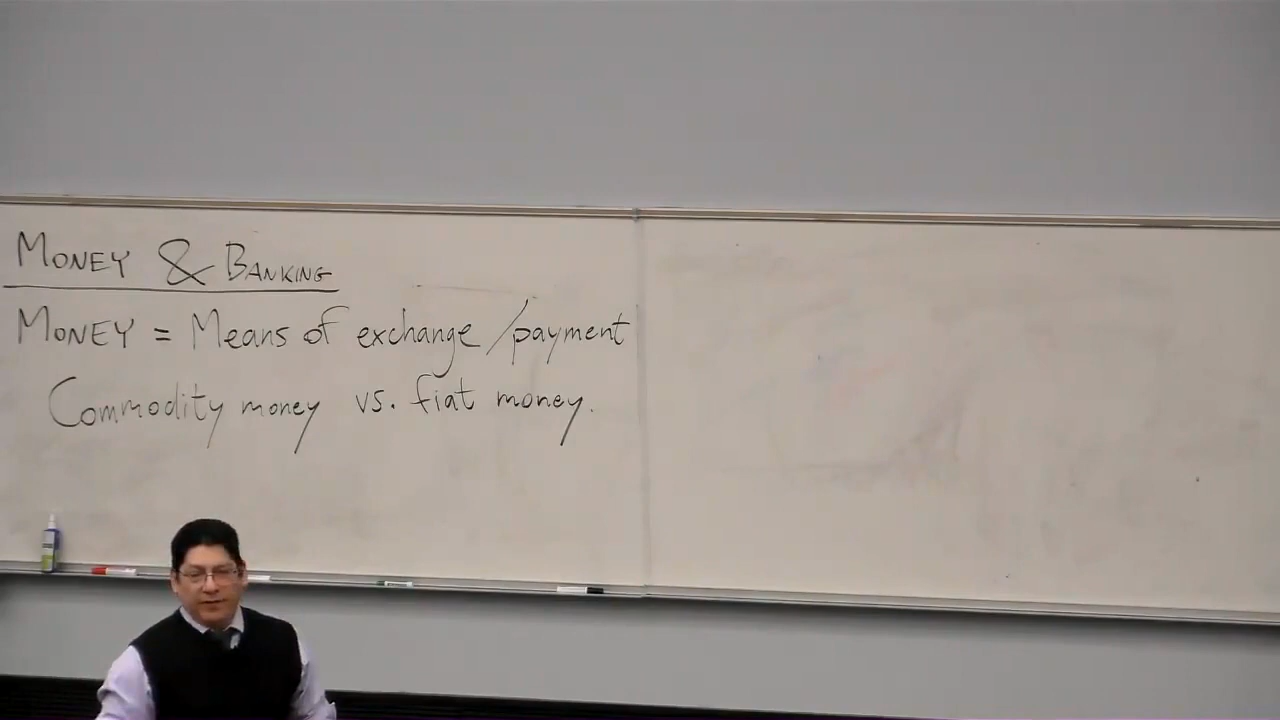 MONEY & BANKING
MONEY = Means of exchange/payment
Commodity money vs. fiat money.